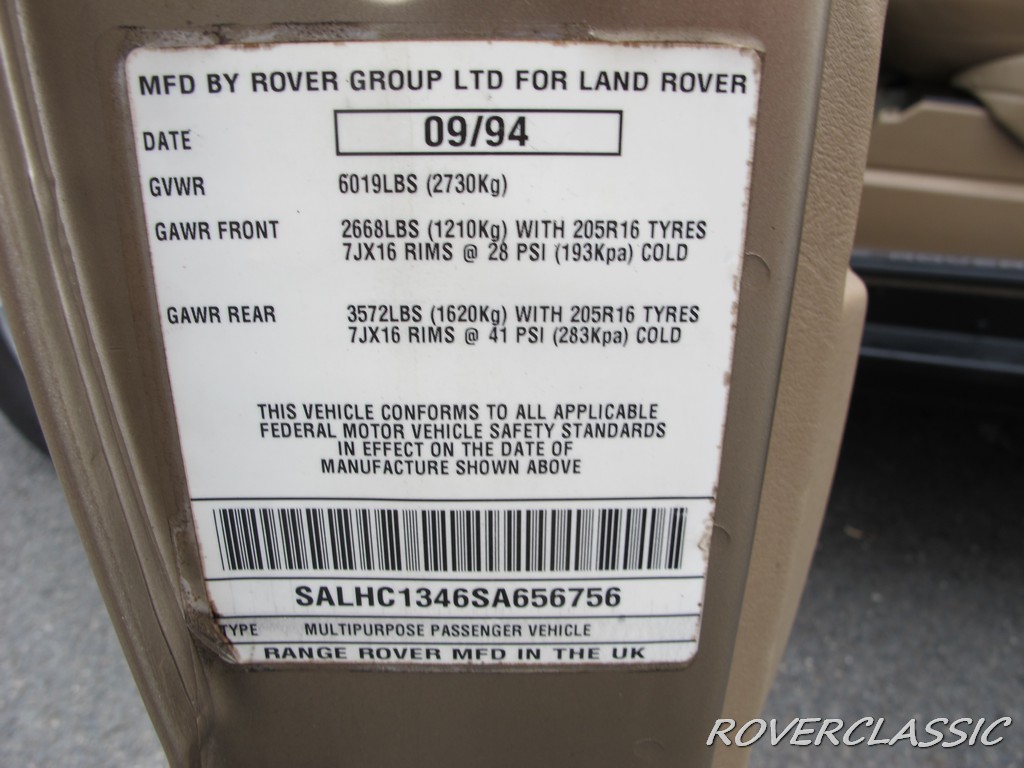 MFD BY ROVER GROUP LTD FOR LAND ROVER
DATE 09/94
GVWR 6019LBS (2730Kg)
GAWR FRONT 2668LBS (1210Kg) WITH 205R16 TYRES
7JX16 RIMS @ 28 PSI (193Kpa) COLD
GAWR REAR 3572LBS (1620Kg) WITH 205R16 TYRES
7JX16 RIMS @ 41 PSI (283Kpa) COLD
THIS VEHICLE CONFORMS TO ALL APPLICABLE
FEDERAL MOTOR VEHICLE SAFETY STANDARDS
IN EFFECT ON THE DATE OF
MANUFACTURE SHOWN ABOVE
SALHC1346SA656756
TYPE MULTIPURPOSE PASSENGER VEHICLE
RANGE ROVER MFD IN THE UK
ROVERCLASSIC